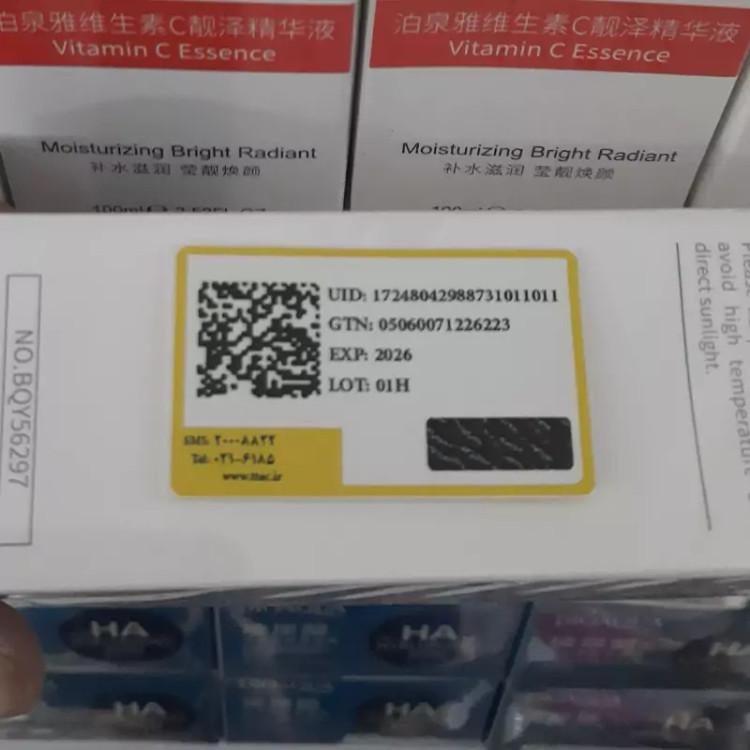 泊泉雅维生素C靓泽精华液
Vitamin C Essence
Moisturizing Bright Radiant
补水滋润 莹靓焕颜
泊泉雅维生素C靓泽精华液
Vitamin C Essence
Moisturizing Bright Radiant
补水滋润 莹靓焕颜
UID: 17248042988731011011
GTN: 05060071226223
EXP: 2026
LOT: 01H
SMS: ۲۰۰۰۸۸۲۲
Tel: ۰۲۱-۶۱۸۵
www.ttac.ir
NO.BQY56297
avoid high temperature
direct sunlight.
HA
HA
HA
HA
HA